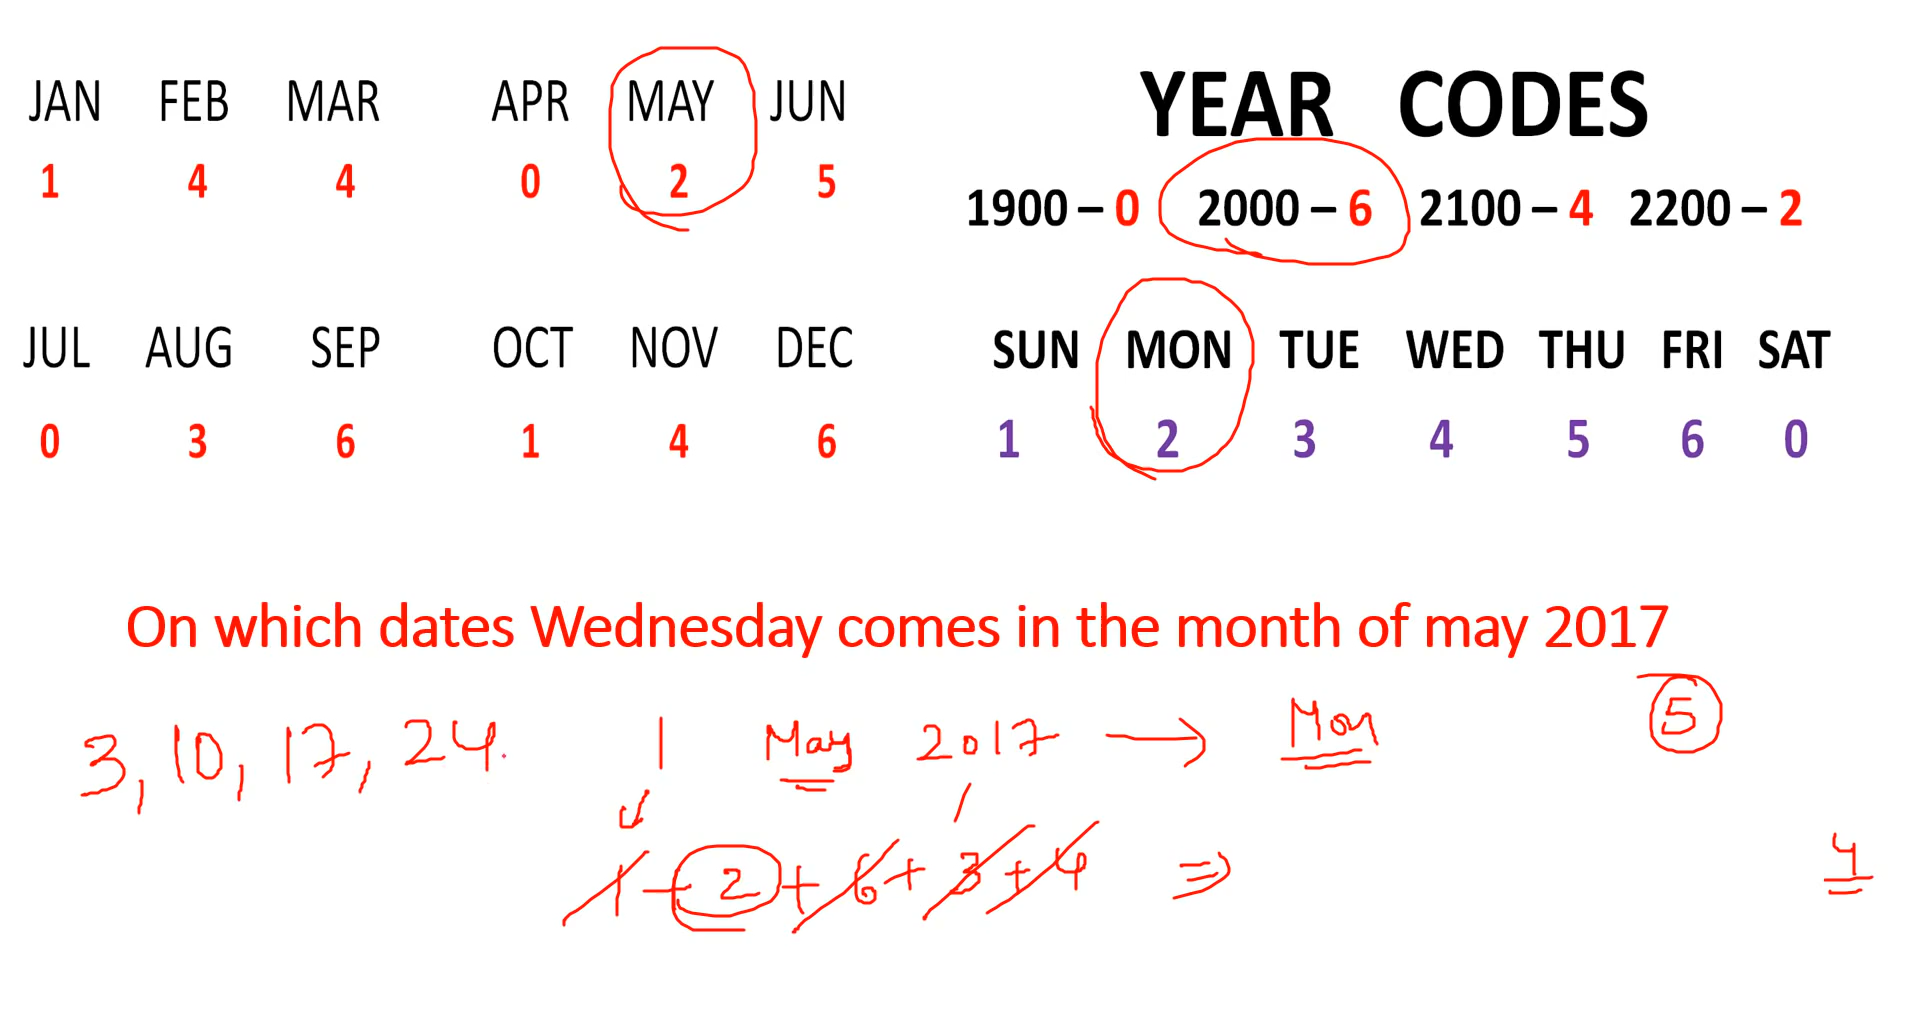 JAN FEB MAR APR MAY JUN
1 4 4 0 2 5
YEAR CODES
1900 – 0 2000 – 6 2100 – 4 2200 – 2
JUL AUG SEP OCT NOV DEC
0 3 6 1 4 6
SUN MON TUE WED THU FRI SAT
1 2 3 4 5 6 0
On which dates Wednesday comes in the month of may 2017
3, 10, 17, 24. 1 May 2017 → Mon 5
1 + 2 + 6 + 3 + 4 ⇒ 4